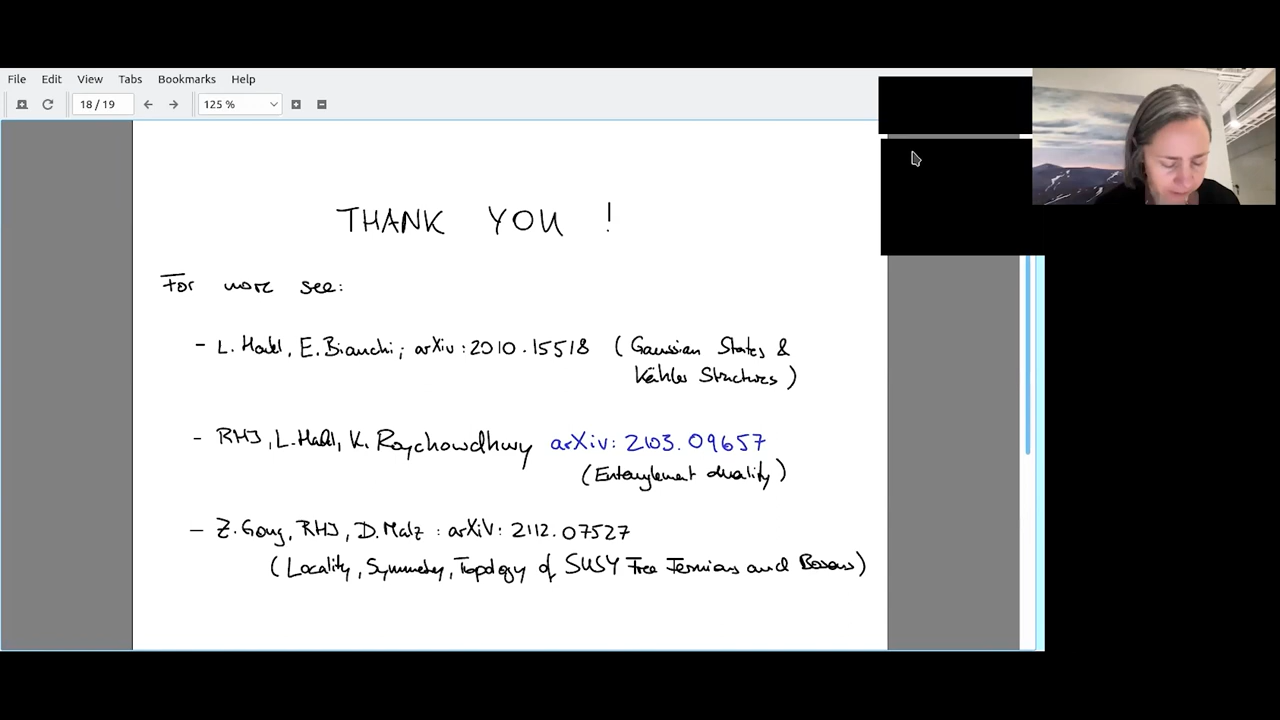 File Edit View Tabs Bookmarks Help
18 / 19 125 %
THANK YOU !
For more see:
- L. Hackl, E. Bianchi; arXiv: 2010.15518 (Gaussian States &
Kähler Structures)
- RHJ, L. Hackl, K. Raychowdhury arXiv: 2103.09657
(Entanglement duality)
- Z. Gong, RHJ, D. Malz : arXiV: 2112.07527
(Locality, Symmetry, Topology of SUSY Free Fermions and Bosons)